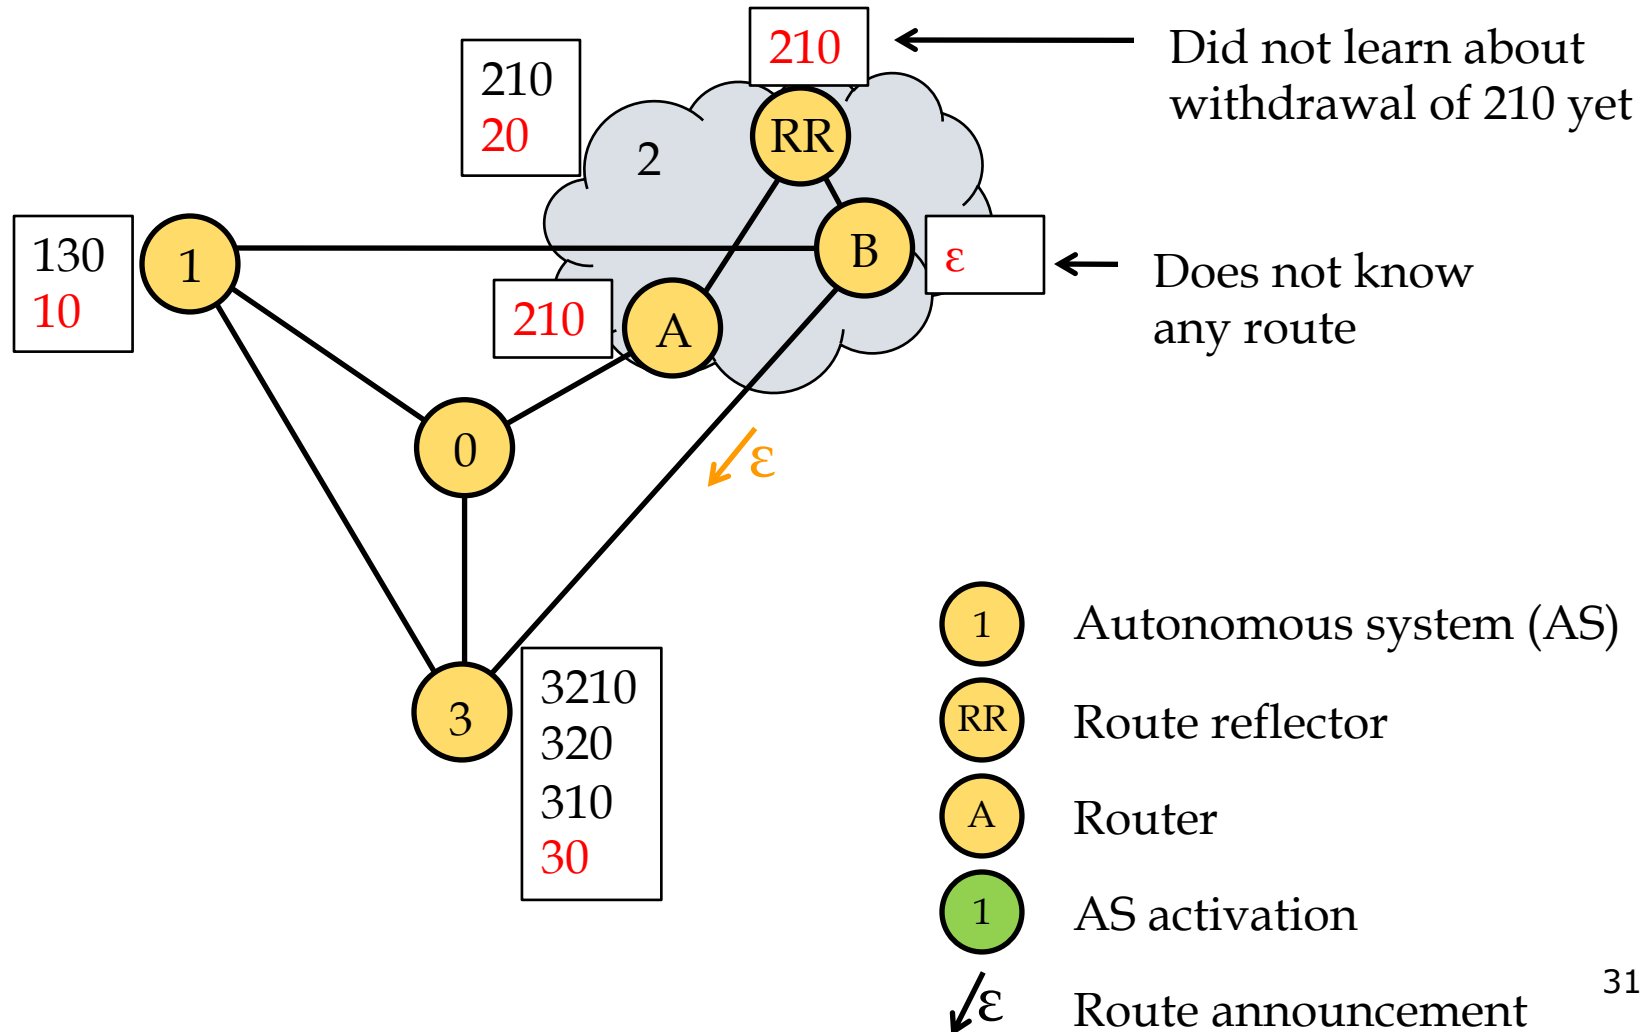 210
Did not learn about
withdrawal of 210 yet
210
20
RR
2
130
10
1
B
ε
Does not know
any route
210
A
0
ε
3
3210
320
310
30
1 Autonomous system (AS)
RR Route reflector
A Router
1 AS activation
ε Route announcement
31